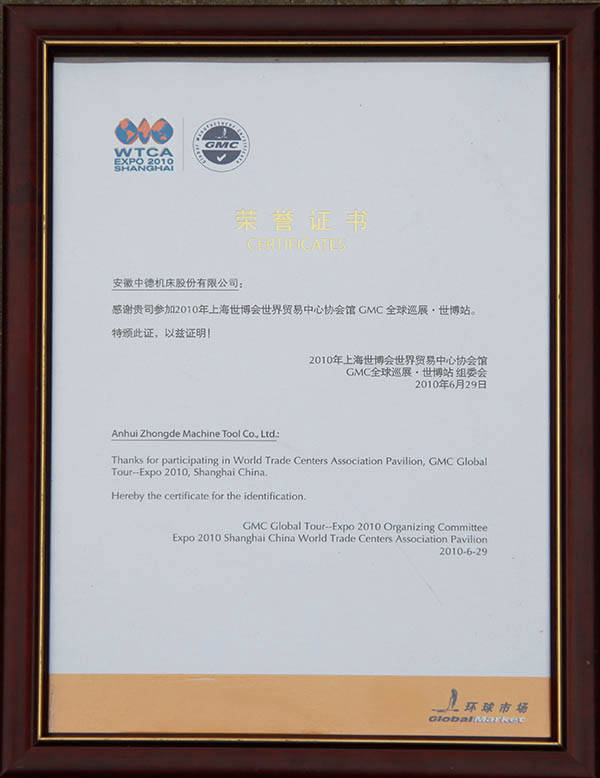 WTCA
EXPO 2010
SHANGHAI
Global Manufacturer Certificate
GMC
荣誉证书
CERTIFICATES
安徽中德机床股份有限公司：
感谢贵司参加2010年上海世博会世界贸易中心协会馆 GMC 全球巡展·世博站。
特颁此证，以兹证明！
2010年上海世博会世界贸易中心协会馆
GMC全球巡展·世博站 组委会
2010年6月29日
Anhui Zhongde Machine Tool Co., Ltd.:
Thanks for participating in World Trade Centers Association Pavilion, GMC Global
Tour--Expo 2010, Shanghai China.
Hereby the certificate for the identification.
GMC Global Tour--Expo 2010 Organizing Committee
Expo 2010 Shanghai China World Trade Centers Association Pavilion
2010-6-29
环球市场
GlobalMarket